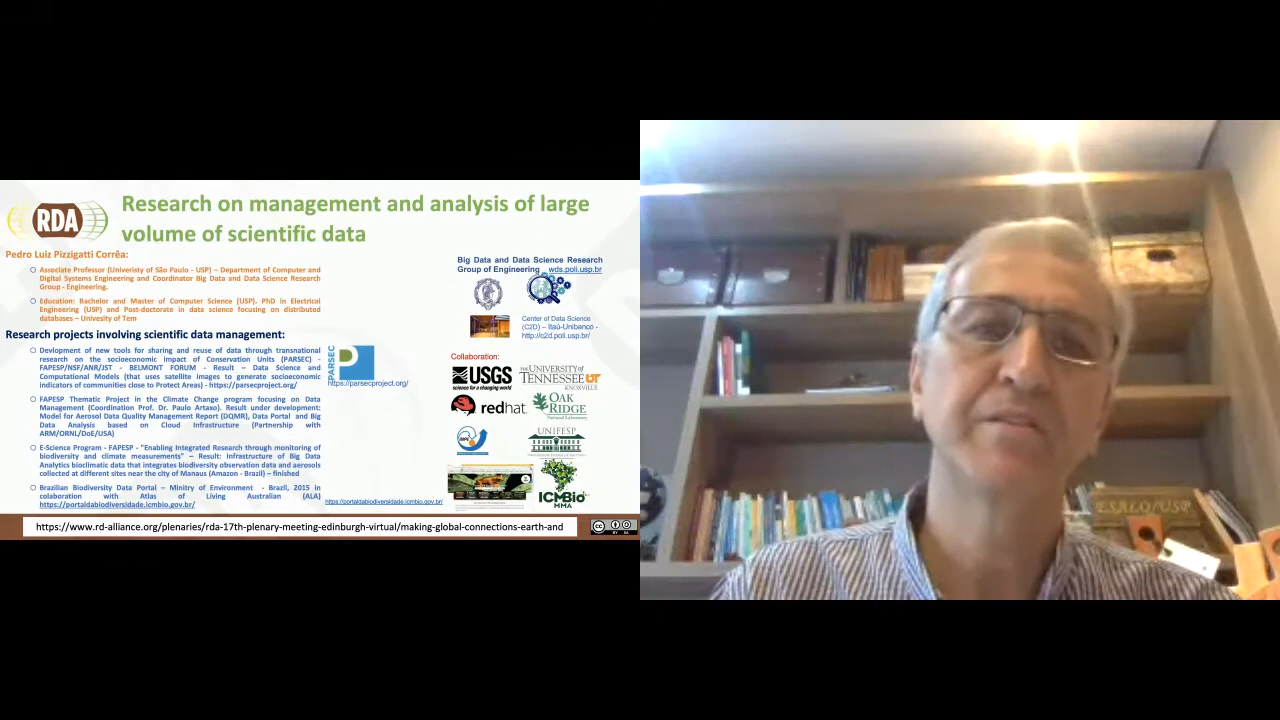 RDA
Research on management and analysis of large
volume of scientific data
Pedro Luiz Pizzigatti Corrêa:
Associate Professor (Univeristy of São Paulo - USP) – Department of Computer and
Digital Systems Engineering and Coordinator Big Data and Data Science Research
Group - Engineering.
Education: Bachelor and Master of Computer Science (USP). PhD in Electrical
Engineering (USP) and Post-doctorate in data science focusing on distributed
databases – Univesity of Tem
Research projects involving scientific data management:
Devlopment of new tools for sharing and reuse of data through transnational
research on the socioeconomic impact of Conservation Units (PARSEC) -
FAPESP/NSF/ANR/JST - BELMONT FORUM - Result – Data Science and
Computational Models (that uses satellite images to generate socioeconomic
indicators of communities close to Protect Areas) - https://parsecproject.org/
FAPESP Thematic Project in the Climate Change program focusing on Data
Management (Coordination Prof. Dr. Paulo Artaxo). Result under development:
Model for Aerosol Data Quality Management Report (DQMR), Data Portal and Big
Data Analysis based on Cloud Infrastructure (Partnership with
ARM/ORNL/DoE/USA)
E-Science Program - FAPESP - "Enabling Integrated Research through monitoring of
biodiversity and climate measurements" – Result: Infrastructure of Big Data
Analytics bioclimatic data that integrates biodiversity observation data and aerosols
collected at different sites near the city of Manaus (Amazon - Brazil) – finished
Brazilian Biodiversity Data Portal – Minitry of Environment - Brazil, 2015 in
colaboration with Atlas of Living Australian (ALA)
https://portaldabiodiversidade.icmbio.gov.br/
PARSEC
https://parsecproject.org/
https://portaldabiodiversidade.icmbio.gov.br/
Big Data and Data Science Research
Group of Engineering wds.poli.usp.br
Center of Data Science
(C2D) – Itaú-Unibanco -
http://c2d.poli.usp.br/
Collaboration:
USGS
science for a changing world
THE UNIVERSITY OF
TENNESSEE UT
KNOXVILLE
redhat
OAK
RIDGE
National Laboratory
UNIFESP
ICMBio
MMA
https://www.rd-alliance.org/plenaries/rda-17th-plenary-meeting-edinburgh-virtual/making-global-connections-earth-and
CC
BY SA
ESALQ/USP